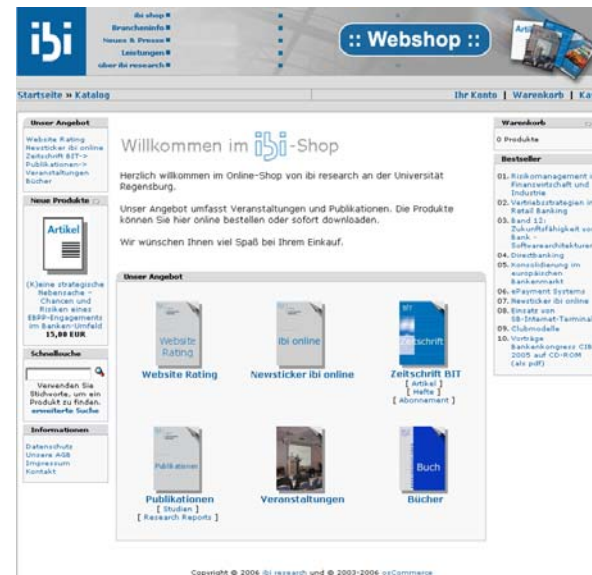 ibi
ibi shop
Brancheninfo
Neues & Presse
Leistungen
über ibi research
:: Webshop ::
Startseite » Katalog
Ihr Konto | Warenkorb |
Unser Angebot
Website Rating
Newsticker ibi online
Zeitschrift BIT->
Publikationen->
Veranstaltungen
Bücher
Neue Produkte
Artikel
(K)eine strategische
Nebensache -
Chancen und
Risiken eines
EBPP-Engagements
im Banken-Umfeld
15,00 EUR
Schnellsuche
Verwenden Sie
Stichworte, um ein
Produkt zu finden.
erweiterte Suche
Informationen
Datenschutz
Unsere AGB
Impressum
Kontakt
Willkommen im ibi-Shop
Herzlich willkommen im Online-Shop von ibi research an der Universität
Regensburg.
Unser Angebot umfasst Veranstaltungen und Publikationen. Die Produkte
können Sie hier online bestellen oder sofort downloaden.
Wir wünschen Ihnen viel Spaß bei Ihrem Einkauf.
Unser Angebot
Website
Rating
ibi online
BIT
Zeitschrift
Website Rating
Newsticker ibi online
Zeitschrift BIT
[ Artikel ]
[ Hefte ]
[ Abonnement ]
Publikationen
Buch
Publikationen
[ Studien ]
[ Research Reports ]
Veranstaltungen
Bücher
Warenkorb
0 Produkte
Bestseller
01. Risikomanagement
Finanzwirtschaft und
Industrie
02. Vertriebsstrategien
Retail Banking
03. Band 12:
Zukunftsfähigkeit
Bank -
Softwarearchitekturen
04. Directbanking
05. Konsolidierung im
europäischen
Bankenmarkt
06. ePayment Systems
07. Newsticker ibi online
08. Einsatz von
SB-Internet-Terminal
09. Clubmodelle
10. Vorträge
Bankenkongress
2005 auf CD-ROM
(als pdf)
Copyright © 2006 ibi research und © 2003-2006 osCommerce